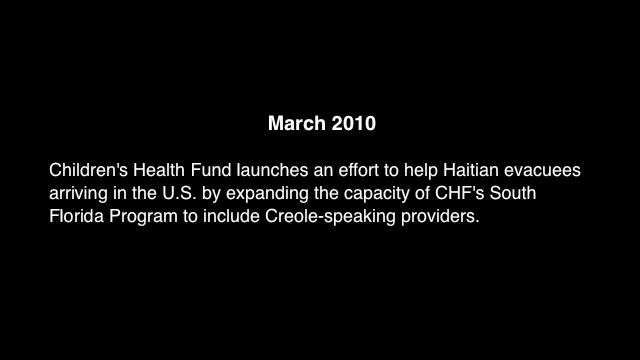 March 2010
Children's Health Fund launches an effort to help Haitian evacuees
arriving in the U.S. by expanding the capacity of CHF's South
Florida Program to include Creole-speaking providers.